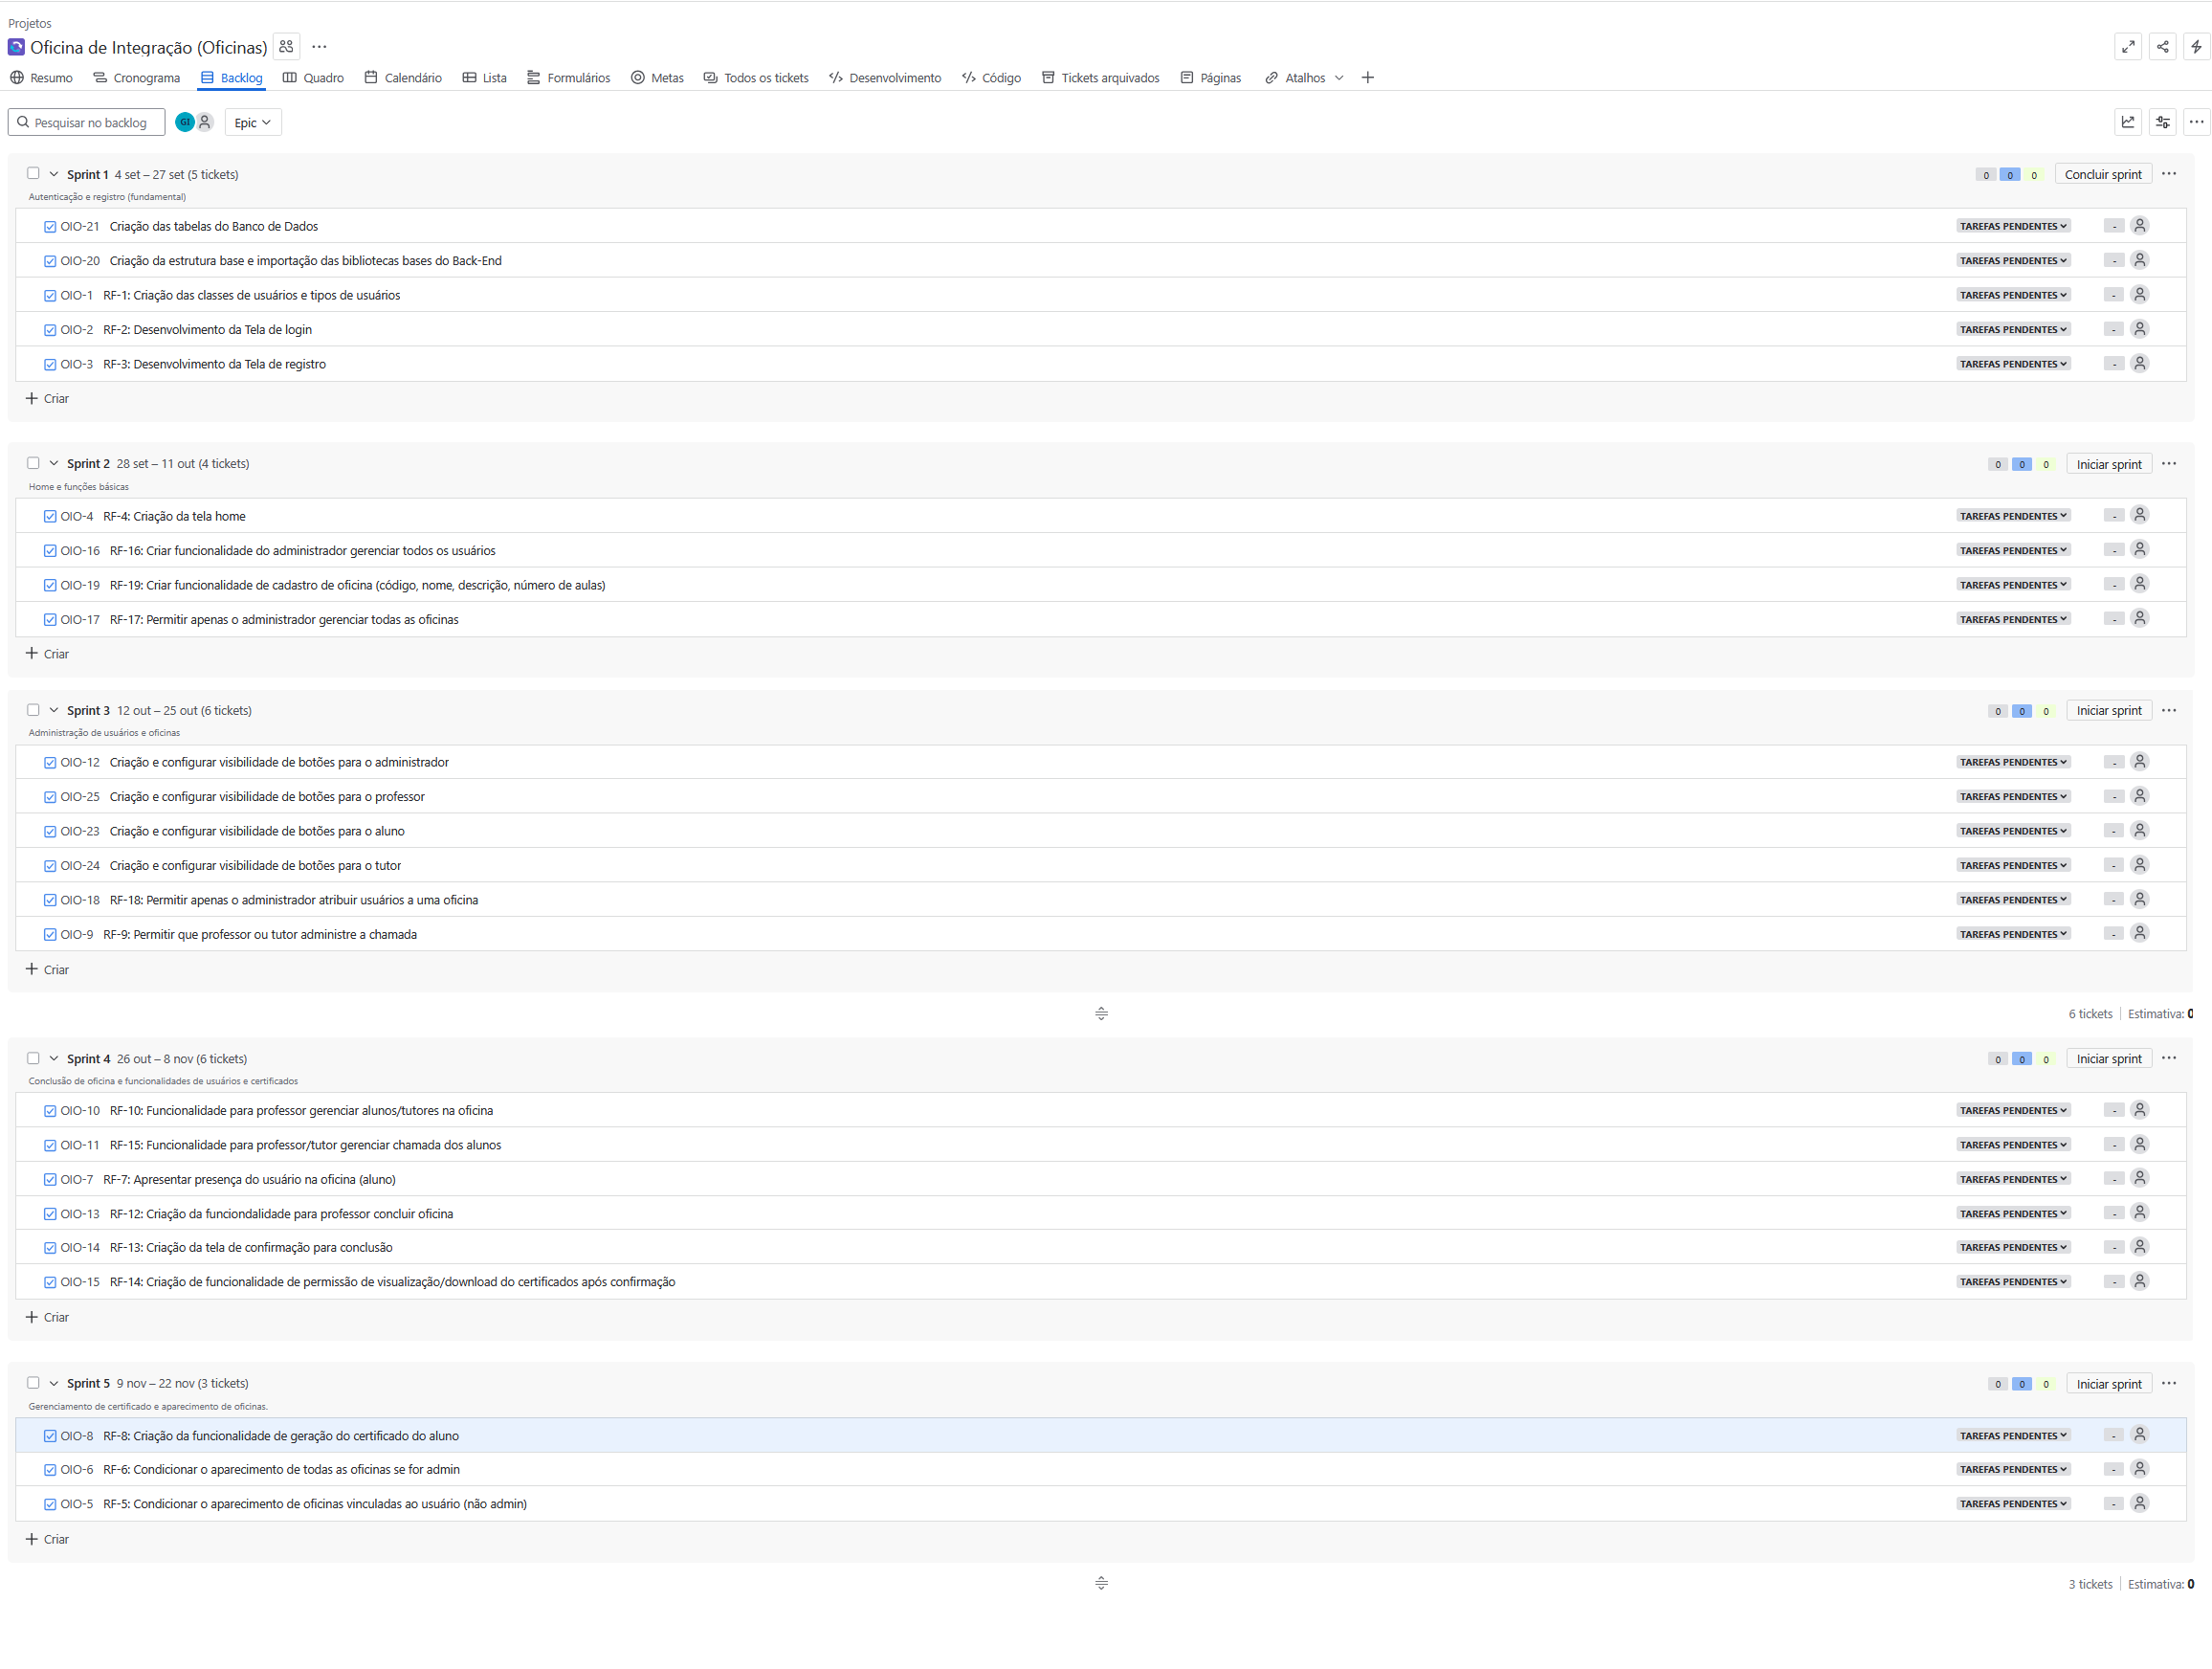 Projetos
Oficina de Integração (Oficinas)
Resumo Cronograma Backlog Quadro Calendário Lista Formulários Metas Todos os tickets Desenvolvimento Código Tickets arquivados Páginas Atalhos
Pesquisar no backlog GI Epic
Sprint 1 4 set – 27 set (5 tickets) 0 0 0 Concluir sprint
Autenticação e registro (fundamental)
OIO-21 Criação das tabelas do Banco de Dados TAREFAS PENDENTES -
OIO-20 Criação da estrutura base e importação das bibliotecas bases do Back-End TAREFAS PENDENTES -
OIO-1 RF-1: Criação das classes de usuários e tipos de usuários TAREFAS PENDENTES -
OIO-2 RF-2: Desenvolvimento da Tela de login TAREFAS PENDENTES -
OIO-3 RF-3: Desenvolvimento da Tela de registro TAREFAS PENDENTES -
Criar
Sprint 2 28 set – 11 out (4 tickets) 0 0 0 Iniciar sprint
Home e funções básicas
OIO-4 RF-4: Criação da tela home TAREFAS PENDENTES -
OIO-16 RF-16: Criar funcionalidade do administrador gerenciar todos os usuários TAREFAS PENDENTES -
OIO-19 RF-19: Criar funcionalidade de cadastro de oficina (código, nome, descrição, número de aulas) TAREFAS PENDENTES -
OIO-17 RF-17: Permitir apenas o administrador gerenciar todas as oficinas TAREFAS PENDENTES -
Criar
Sprint 3 12 out – 25 out (6 tickets) 0 0 0 Iniciar sprint
Administração de usuários e oficinas
OIO-12 Criação e configurar visibilidade de botões para o administrador TAREFAS PENDENTES -
OIO-25 Criação e configurar visibilidade de botões para o professor TAREFAS PENDENTES -
OIO-23 Criação e configurar visibilidade de botões para o aluno TAREFAS PENDENTES -
OIO-24 Criação e configurar visibilidade de botões para o tutor TAREFAS PENDENTES -
OIO-18 RF-18: Permitir apenas o administrador atribuir usuários a uma oficina TAREFAS PENDENTES -
OIO-9 RF-9: Permitir que professor ou tutor administre a chamada TAREFAS PENDENTES -
Criar
6 tickets Estimativa: 0
Sprint 4 26 out – 8 nov (6 tickets) 0 0 0 Iniciar sprint
Conclusão de oficina e funcionalidades de usuários e certificados
OIO-10 RF-10: Funcionalidade para professor gerenciar alunos/tutores na oficina TAREFAS PENDENTES -
OIO-11 RF-15: Funcionalidade para professor/tutor gerenciar chamada dos alunos TAREFAS PENDENTES -
OIO-7 RF-7: Apresentar presença do usuário na oficina (aluno) TAREFAS PENDENTES -
OIO-13 RF-12: Criação da funciondalidade para professor concluir oficina TAREFAS PENDENTES -
OIO-14 RF-13: Criação da tela de confirmação para conclusão TAREFAS PENDENTES -
OIO-15 RF-14: Criação de funcionalidade de permissão de visualização/download do certificados após confirmação TAREFAS PENDENTES -
Criar
Sprint 5 9 nov – 22 nov (3 tickets) 0 0 0 Iniciar sprint
Gerenciamento de certificado e aparecimento de oficinas.
OIO-8 RF-8: Criação da funcionalidade de geração do certificado do aluno TAREFAS PENDENTES -
OIO-6 RF-6: Condicionar o aparecimento de todas as oficinas se for admin TAREFAS PENDENTES -
OIO-5 RF-5: Condicionar o aparecimento de oficinas vinculadas ao usuário (não admin) TAREFAS PENDENTES -
Criar
3 tickets Estimativa: 0